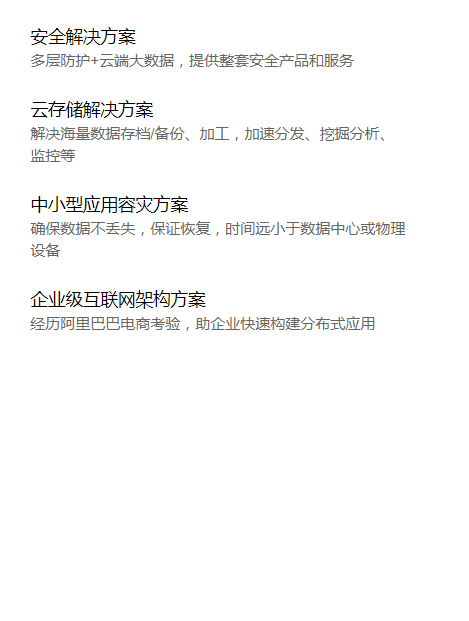 安全解决方案
多层防护+云端大数据，提供整套安全产品和服务
云存储解决方案
解决海量数据存档/备份、加工，加速分发、挖掘分析、
监控等
中小型应用容灾方案
确保数据不丢失，保证恢复，时间远小于数据中心或物理
设备
企业级互联网架构方案
经历阿里巴巴电商考验，助企业快速构建分布式应用